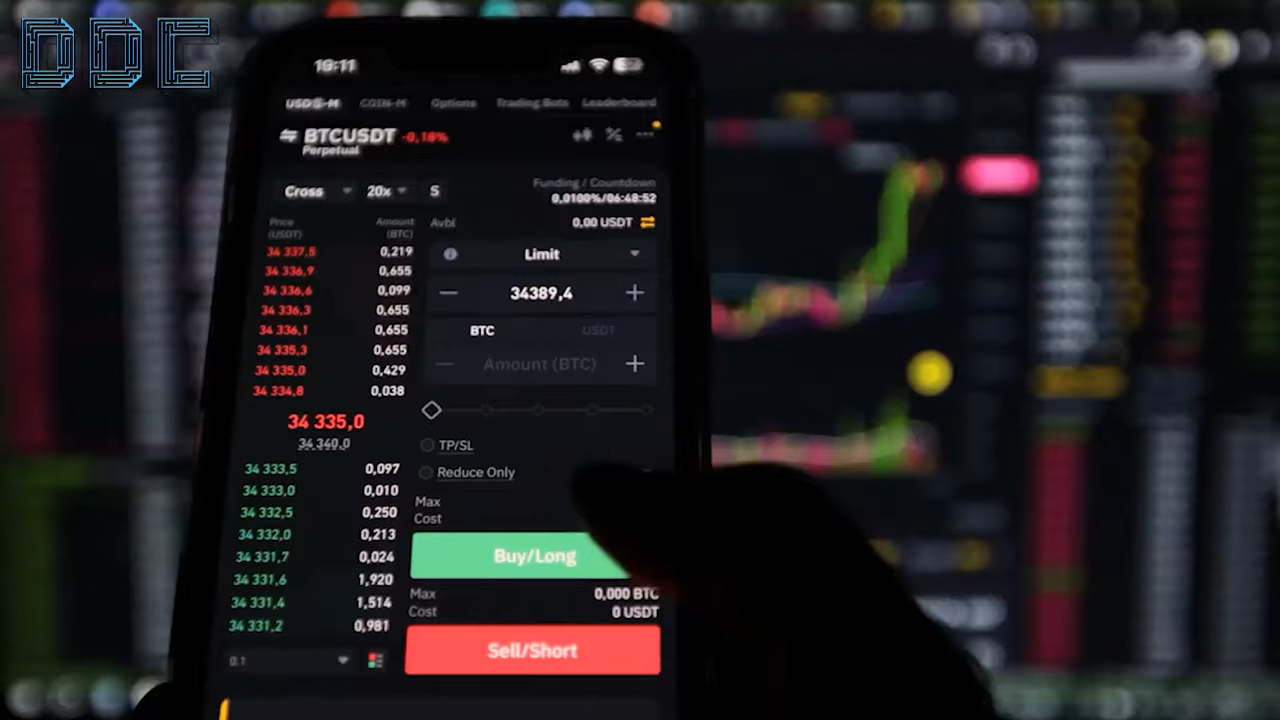 DDC
19:11
USDⓈ-M COIN-M Options Trading Bots Leaderboard
BTCUSDT -0,18%
Perpetual
Cross 20x S
Funding / Countdown
0,0100%/06:48:52
Price
(USDT)
Amount
(BTC)
Avbl 0.00 USDT
34 337,5 0,219
34 336,9 0,655
34 336,6 0,099
34 336,3 0,655
34 336,1 0,655
34 335,3 0,655
34 335,0 0,429
34 334,8 0,038
34 335,0
34 340,0
34 333,5 0,097
34 333,0 0,010
34 332,5 0,250
34 332,0 0,213
34 331,7 0,024
34 331,6 1,920
34 331,4 1,514
34 331,2 0,981
0.1
Limit
34389,4
BTC USDT
Amount (BTC)
TP/SL
Reduce Only
Max
Cost
Buy/Long
Max 0,000 BTC
Cost 0 USDT
Sell/Short